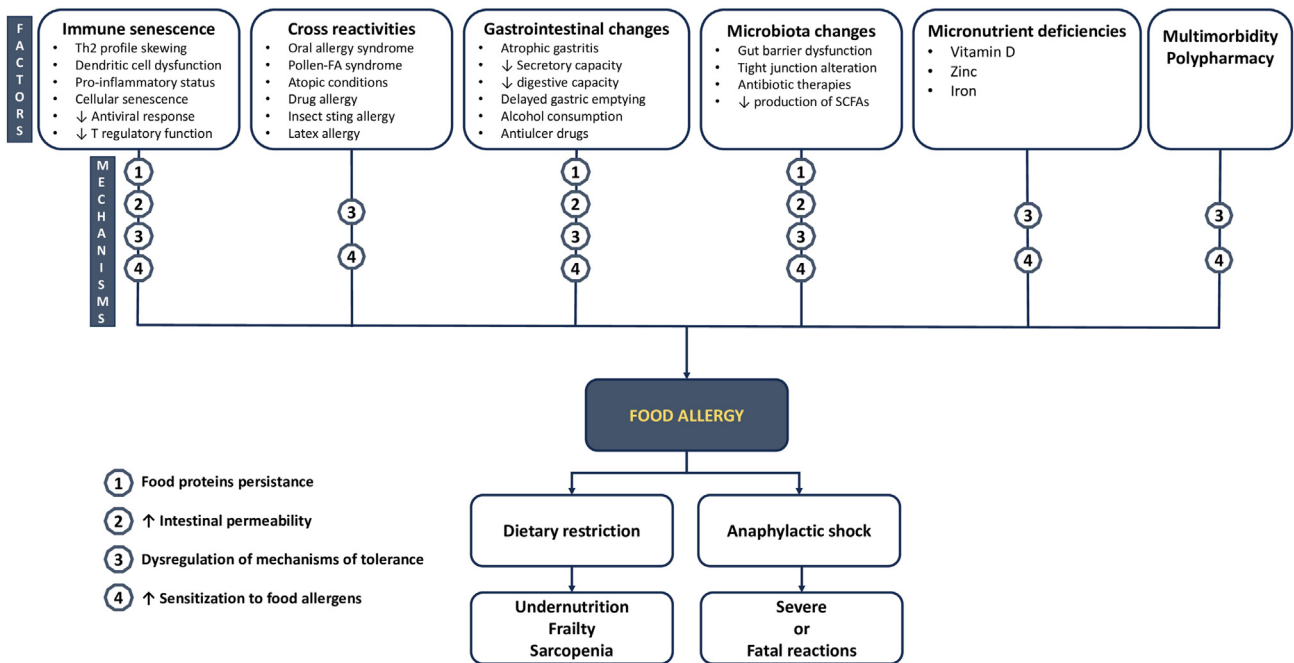 FACTORS
Immune senescence
• Th2 profile skewing
• Dendritic cell dysfunction
• Pro-inflammatory status
• Cellular senescence
• ↓ Antiviral response
• ↓ T regulatory function
Cross reactivities
• Oral allergy syndrome
• Pollen-FA syndrome
• Atopic conditions
• Drug allergy
• Insect sting allergy
• Latex allergy
Gastrointestinal changes
• Atrophic gastritis
• ↓ Secretory capacity
• ↓ digestive capacity
• Delayed gastric emptying
• Alcohol consumption
• Antiulcer drugs
Microbiota changes
• Gut barrier dysfunction
• Tight junction alteration
• Antibiotic therapies
• ↓ production of SCFAs
Micronutrient deficiencies
• Vitamin D
• Zinc
• Iron
Multimorbidity
Polypharmacy
MECHANISMS
1
2
3
4
3
4
1
2
3
4
1
2
3
4
3
4
3
4
FOOD ALLERGY
1 Food proteins persistance
2 ↑ Intestinal permeability
3 Dysregulation of mechanisms of tolerance
4 ↑ Sensitization to food allergens
Dietary restriction
Anaphylactic shock
Undernutrition
Frailty
Sarcopenia
Severe
or
Fatal reactions